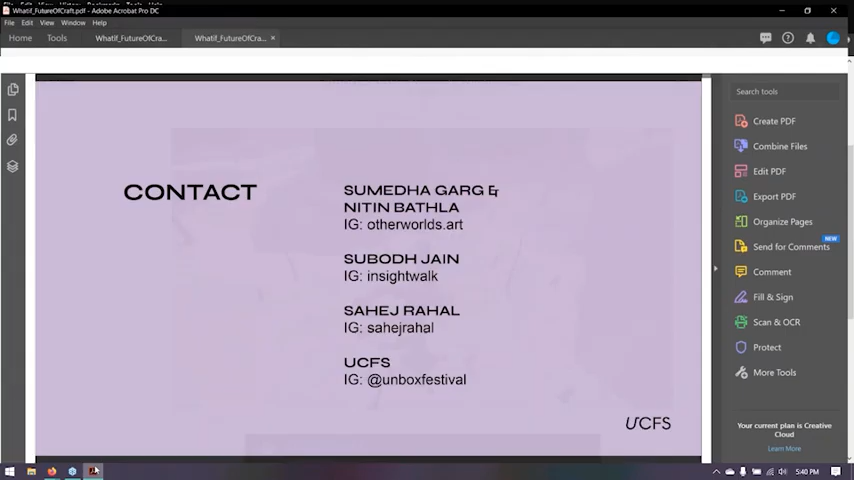 Whatif_FutureOfCraft.pdf - Adobe Acrobat Pro DC
File Edit View Window Help
Home Tools Whatif_FutureOfCra... Whatif_FutureOfCra... ×
Search tools
Create PDF
Combine Files
Edit PDF
Export PDF
Organize Pages
NEW
Send for Comments
Comment
Fill & Sign
Scan & OCR
Protect
More Tools
Your current plan is Creative
Cloud
Learn More
CONTACT
SUMEDHA GARG &
NITIN BATHLA
IG: otherworlds.art
SUBODH JAIN
IG: insightwalk
SAHEJ RAHAL
IG: sahejrahal
UCFS
IG: @unboxfestival
UCFS
5:40 PM